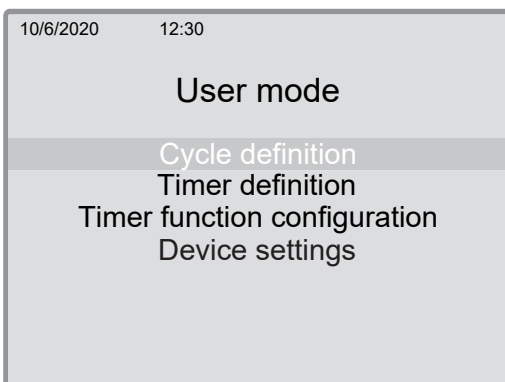 10/6/2020 12:30
User mode
Cycle definition
Timer definition
Timer function configuration
Device settings